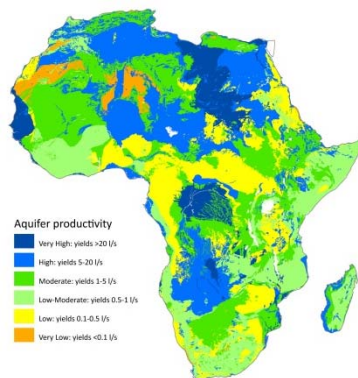 Aquifer productivity
Very High: yields >20 l/s
High: yields 5-20 l/s
Moderate: yields 1-5 l/s
Low-Moderate: yields 0.5-1 l/s
Low: yields 0.1-0.5 l/s
Very Low: yields <0.1 l/s